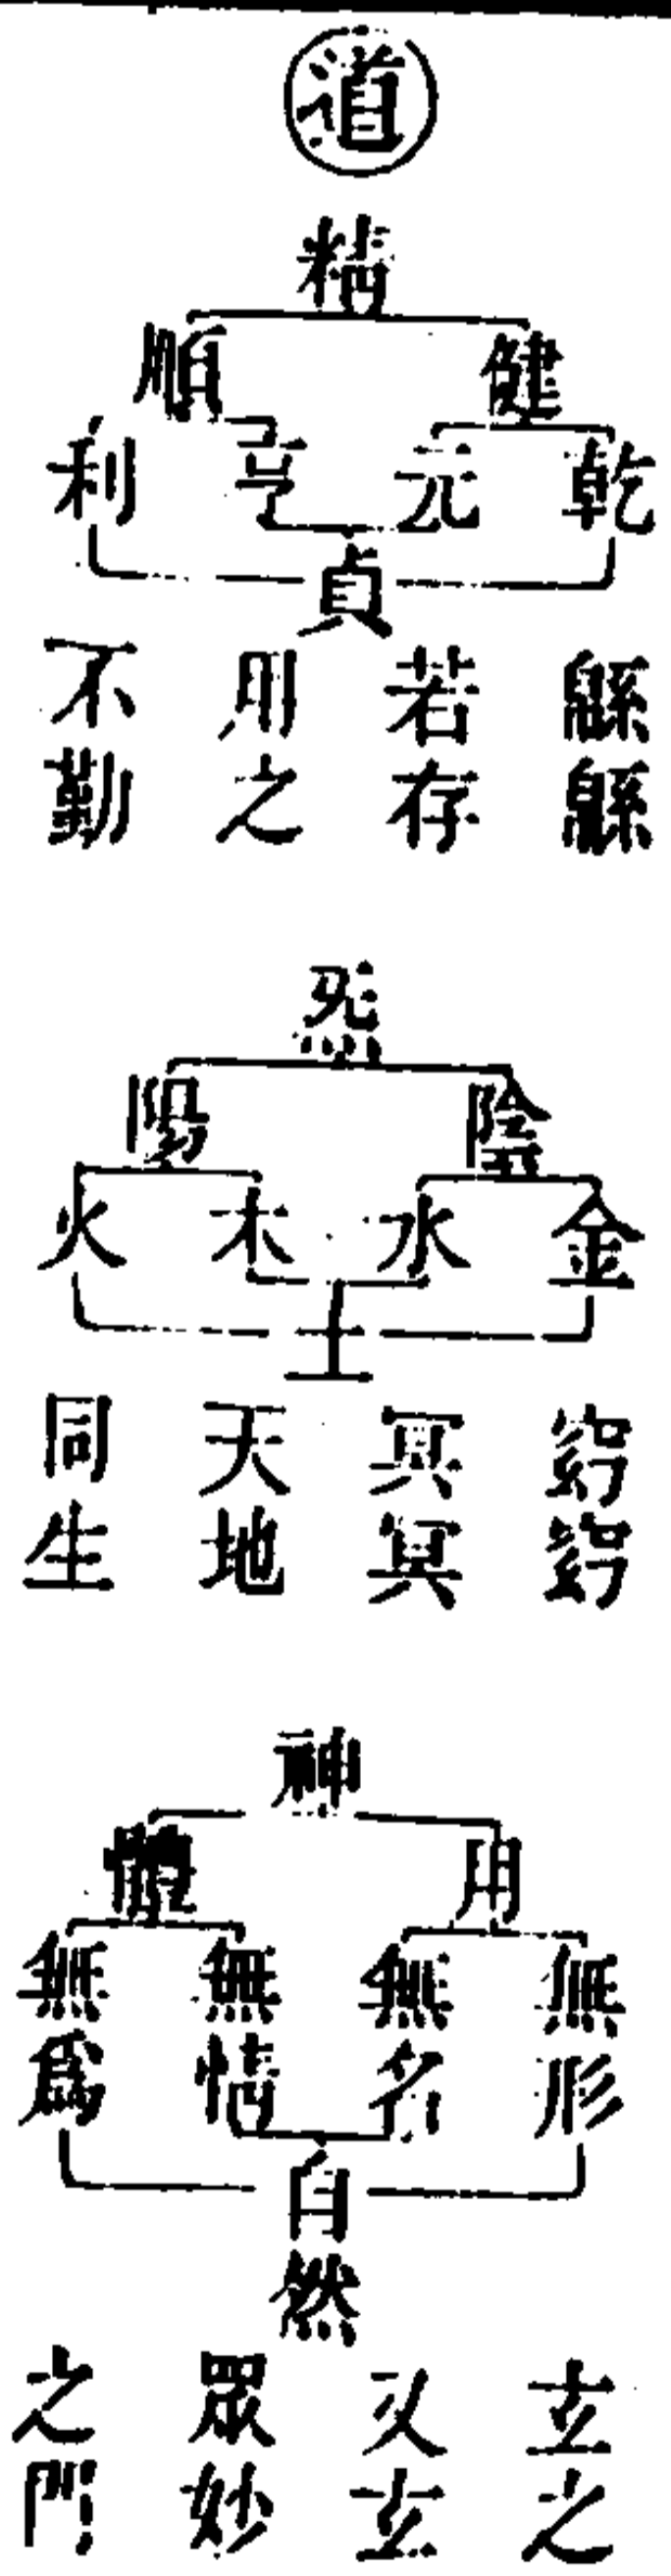 道
精
健
順
乾
元
亨
利
貞
緜緜
若存
用之
不勤
炁
陰
陽
金
水
木
火
土
窈窈
冥冥
天地
同生
神
用
體
無形
無名
無情
無爲
自然
玄之
又玄
眾妙
之門